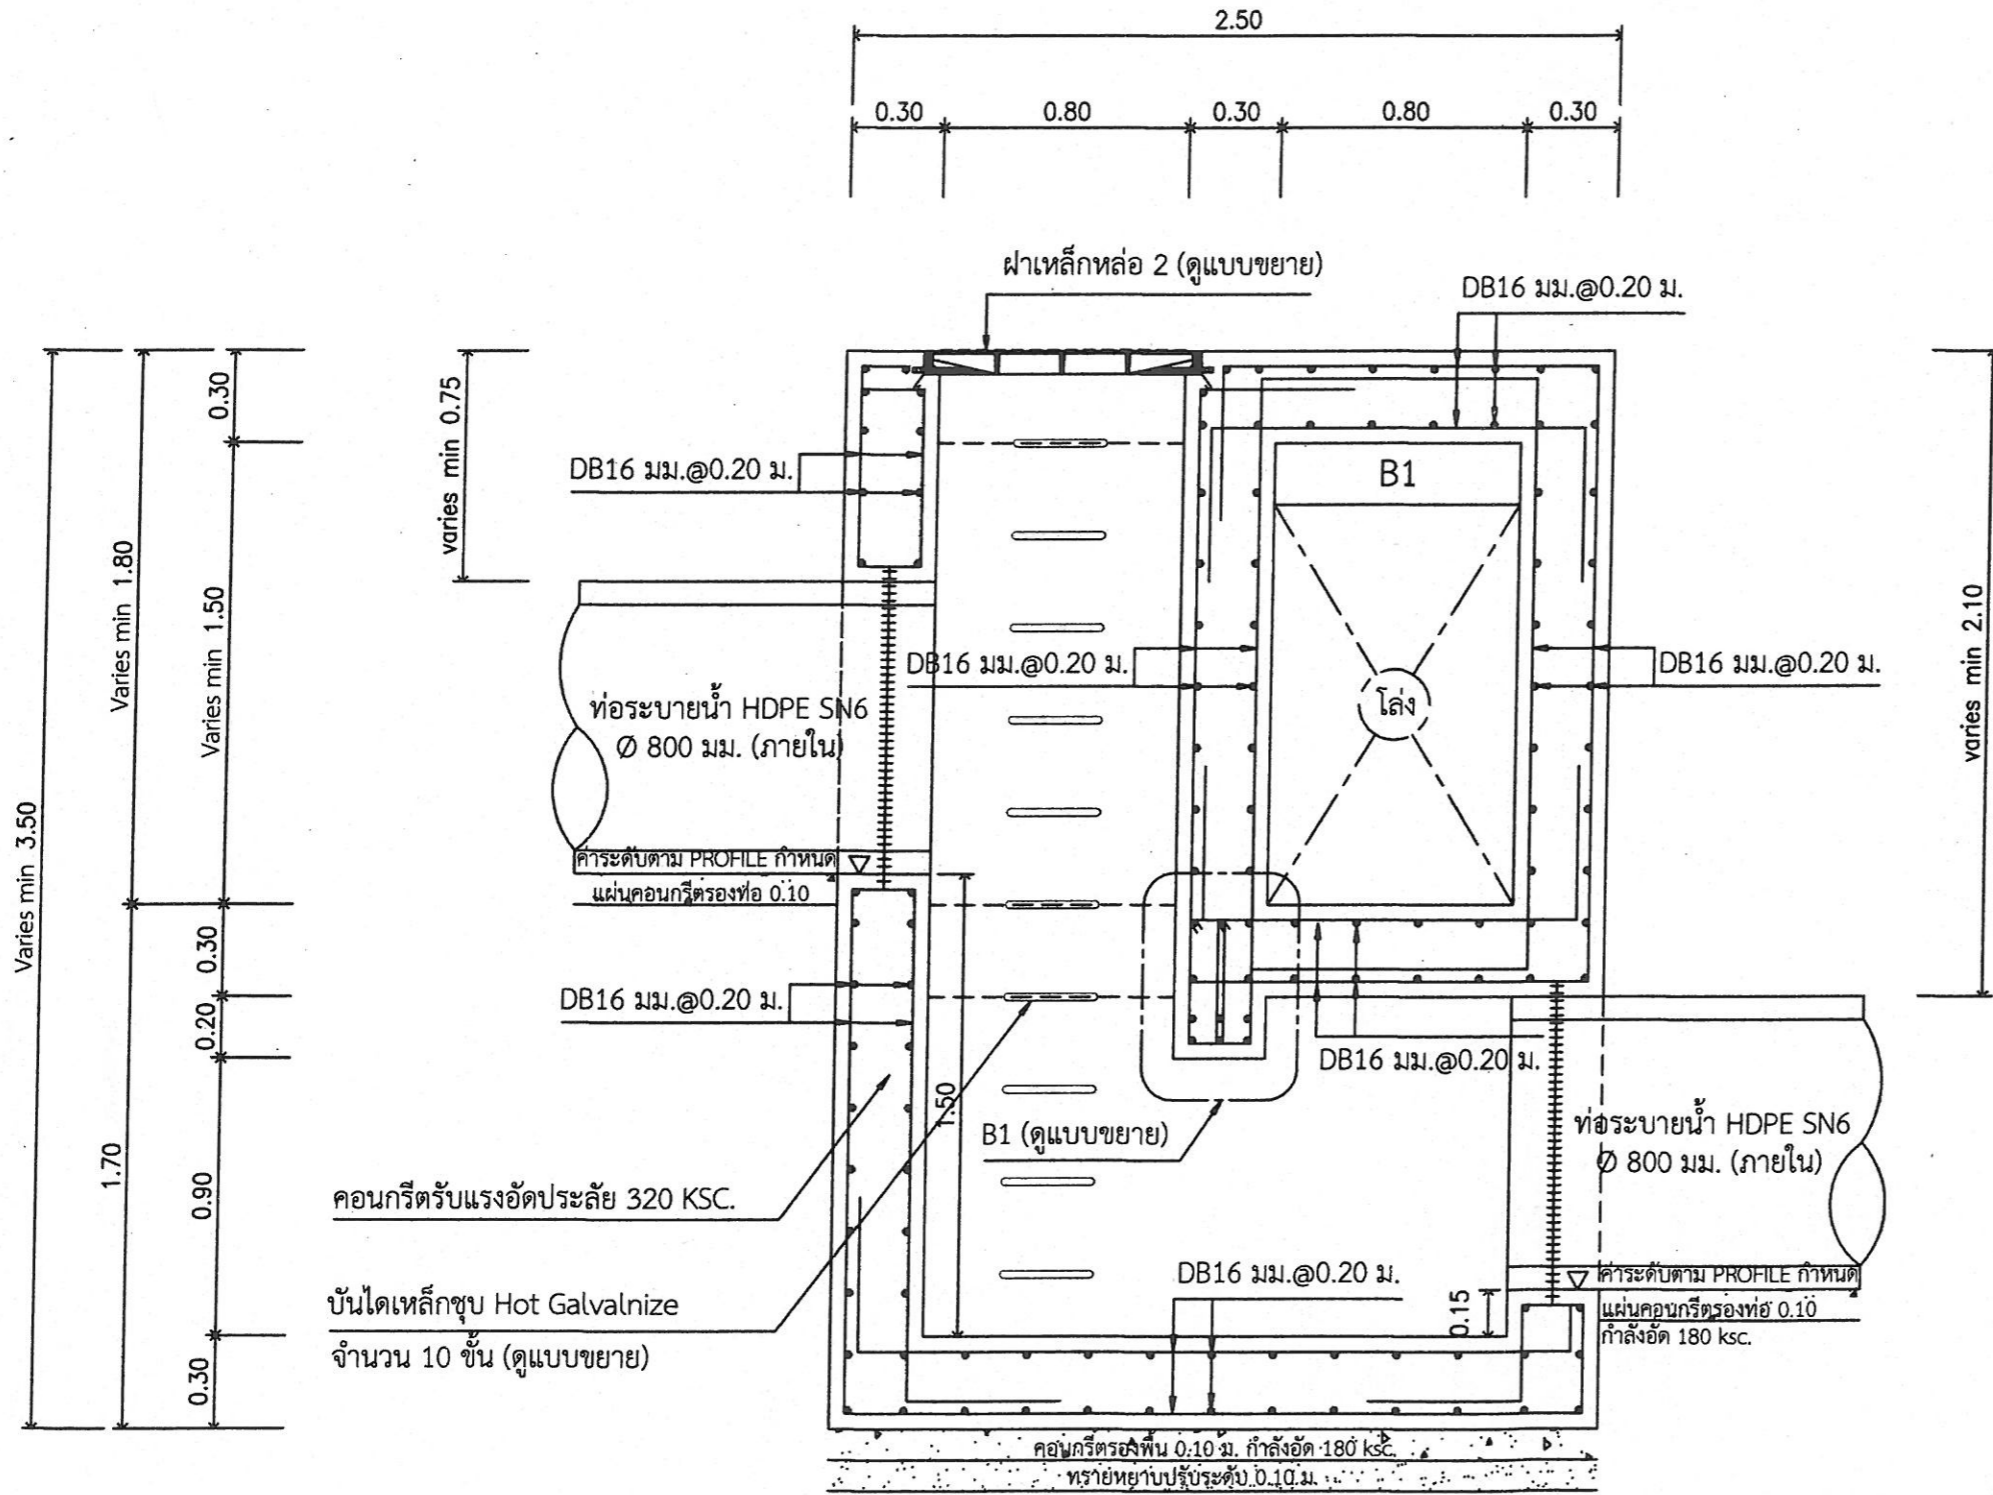 2.50
0.30 0.80 0.30 0.80 0.30
ฝาเหล็กหล่อ 2 (ดูแบบขยาย)
DB16 มม.@0.20 ม.
0.30
varies min 0.75
DB16 มม.@0.20 ม.
B1
Varies min 1.80
Varies min 1.50
varies min 2.10
DB16 มม.@0.20 ม.
DB16 มม.@0.20 ม.
ท่อระบายน้ำ HDPE SN6
Ø 800 มม. (ภายใน)
โล่ง
Varies min 3.50
ค่าระดับตาม PROFILE กำหนด
แผ่นคอนกรีตรองท่อ 0.10
0.30
DB16 มม.@0.20 ม.
0.20
DB16 มม.@0.20 ม.
1.50
B1 (ดูแบบขยาย)
ท่อระบายน้ำ HDPE SN6
Ø 800 มม. (ภายใน)
1.70
0.90
คอนกรีตรับแรงอัดประลัย 320 KSC.
DB16 มม.@0.20 ม.
ค่าระดับตาม PROFILE กำหนด
บันไดเหล็กชุบ Hot Galvalnize
จำนวน 10 ขั้น (ดูแบบขยาย)
0.15
แผ่นคอนกรีตรองท่อ 0.10
กำลังอัด 180 ksc.
0.30
คอนกรีตรองพื้น 0.10 ม. กำลังอัด 180 ksc.
ทรายหยาบปรับระดับ 0.10 ม.